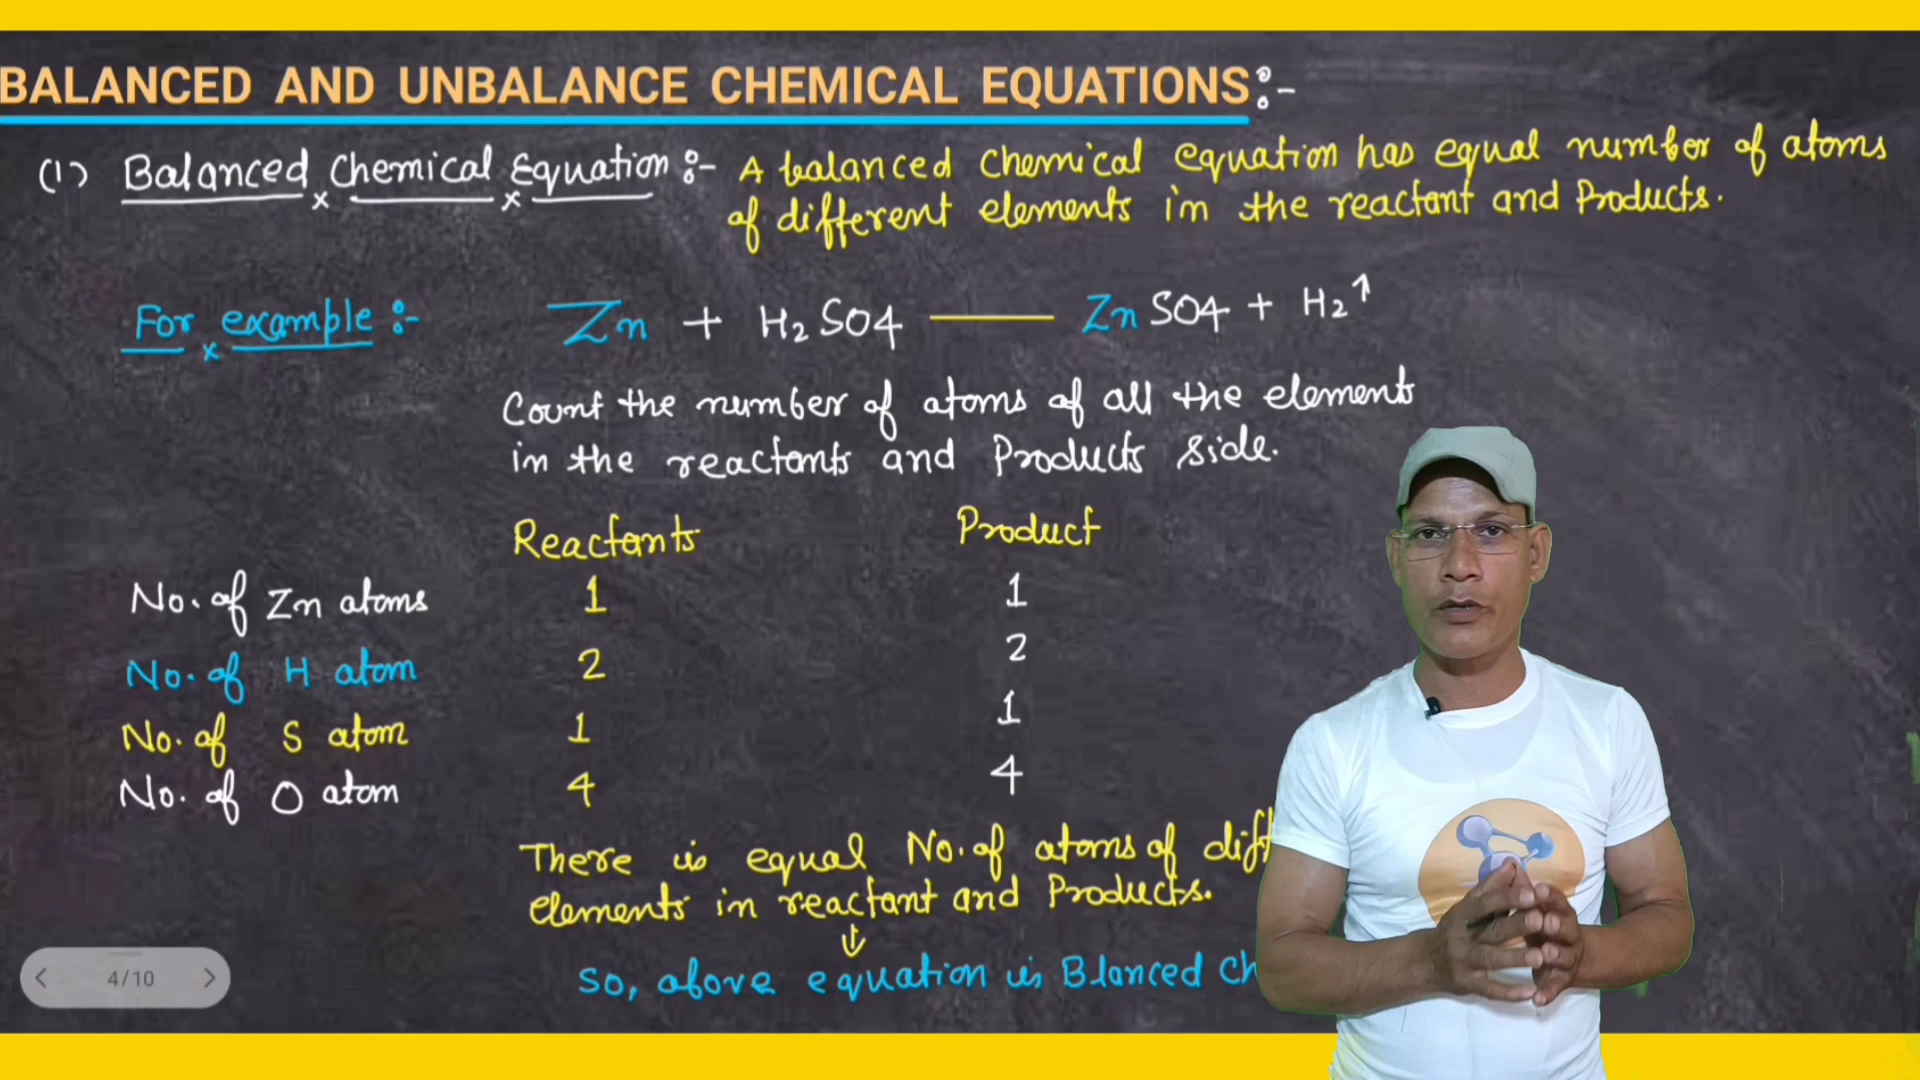 BALANCED AND UNBALANCE CHEMICAL EQUATIONS:-
(1) Balanced Chemical Equation :- A balanced chemical equation has equal number of atoms
of different elements in the reactant and Products.
For example :- Zn + H2SO4 —— ZnSO4 + H2↑
Count the number of atoms of all the elements
in the reactants and Products side.
Reactants Product
No. of Zn atoms 1 1
No. of H atom 2 2
No. of S atom 1 1
No. of O atom 4 4
There is equal No. of atoms of diff
elements in reactant and Products.
↓
So, above equation is Blanced Ch
< 4/10 >